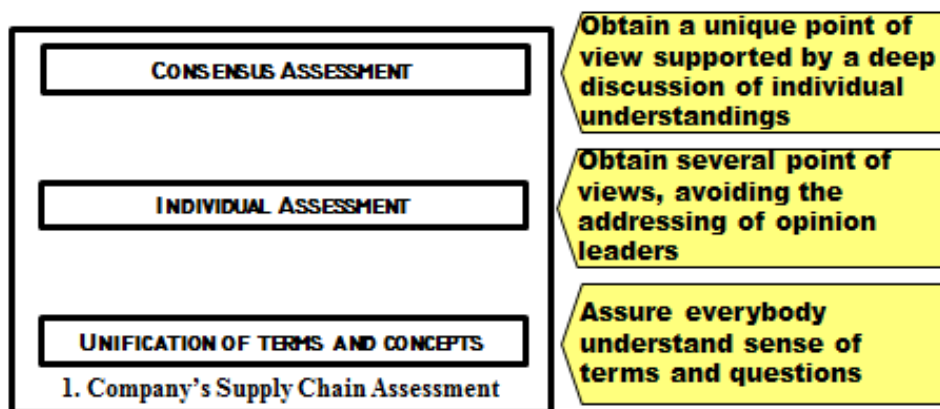 CONSENSUS ASSESSMENT
Obtain a unique point of
view supported by a deep
discussion of individual
understandings
INDIVIDUAL ASSESSMENT
Obtain several point of
views, avoiding the
addressing of opinion
leaders
UNIFICATION OF TERMS AND CONCEPTS
Assure everybody
understand sense of
terms and questions
1. Company's Supply Chain Assessment